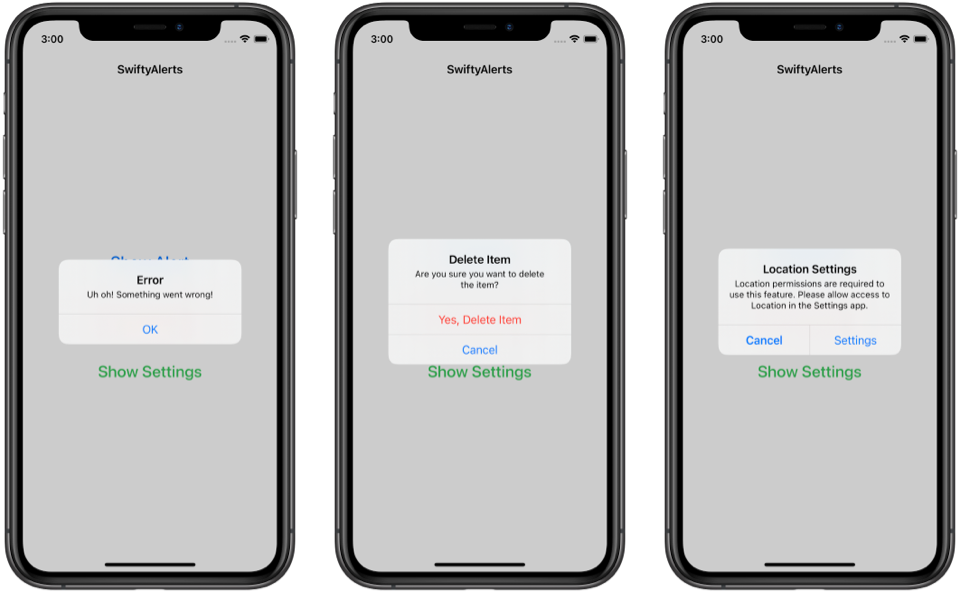 3:00
SwiftyAlerts
Error
Uh oh! Something went wrong!
OK
Show Settings
3:00
SwiftyAlerts
Delete Item
Are you sure you want to delete
the item?
Yes, Delete Item
Cancel
Show Settings
3:00
SwiftyAlerts
Location Settings
Location permissions are required to
use this feature. Please allow access to
Location in the Settings app.
Cancel
Settings
Show Settings